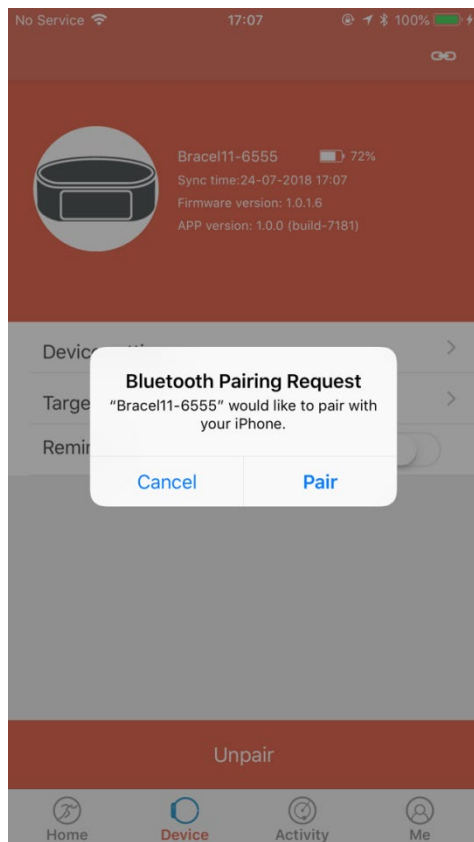 No Service 17:07 100%
Bracel11-6555 72%
Sync time:24-07-2018 17:07
Firmware version: 1.0.1.6
APP version: 1.0.0 (build-7181)
Bluetooth Pairing Request
“Bracel11-6555” would like to pair with
your iPhone.
Cancel Pair
Unpair
Home Device Activity Me